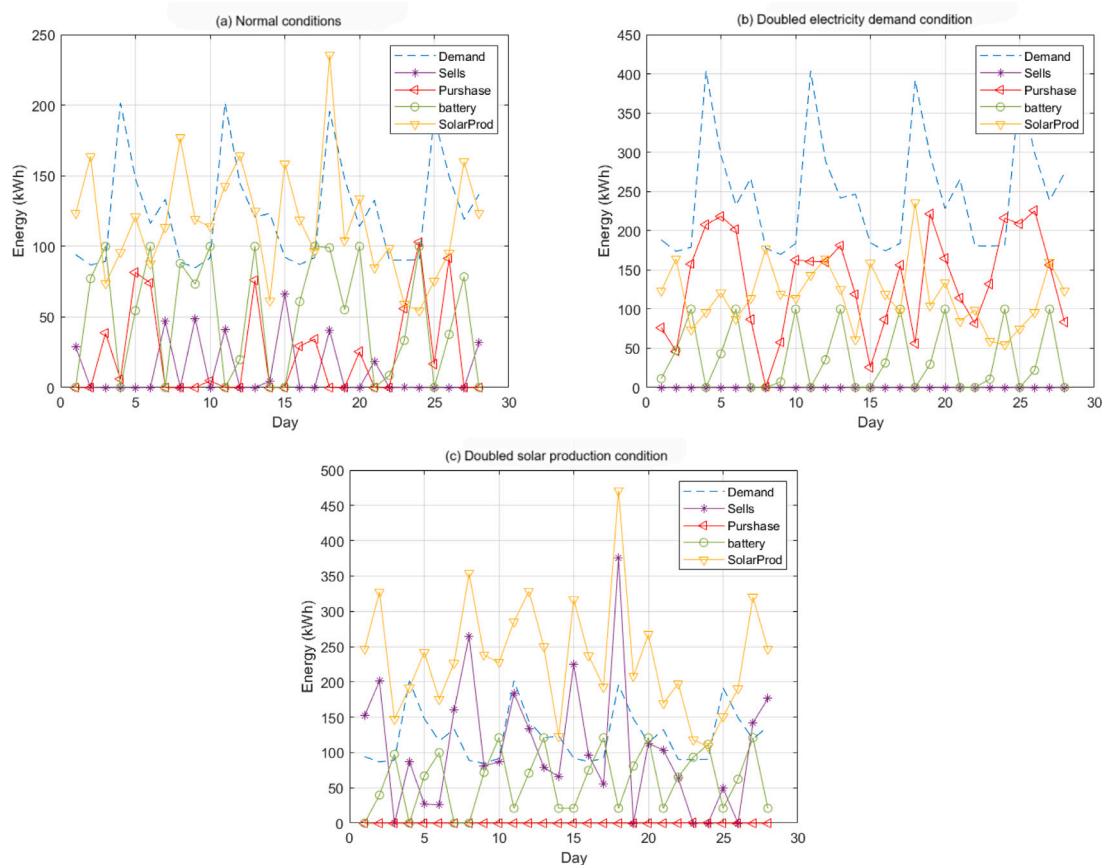 (a) Normal conditions
250
200
150
100
50
0
Energy (kWh)
0 5 10 15 20 25 30
Day
Demand
Sells
Purshase
battery
SolarProd
(b) Doubled electricity demand condition
450
400
350
300
250
200
150
100
50
0
Energy (kWh)
0 5 10 15 20 25 30
Day
Demand
Sells
Purshase
battery
SolarProd
(c) Doubled solar production condition
500
450
400
350
300
250
200
150
100
50
0
Energy (kWh)
0 5 10 15 20 25 30
Day
Demand
Sells
Purshase
battery
SolarProd